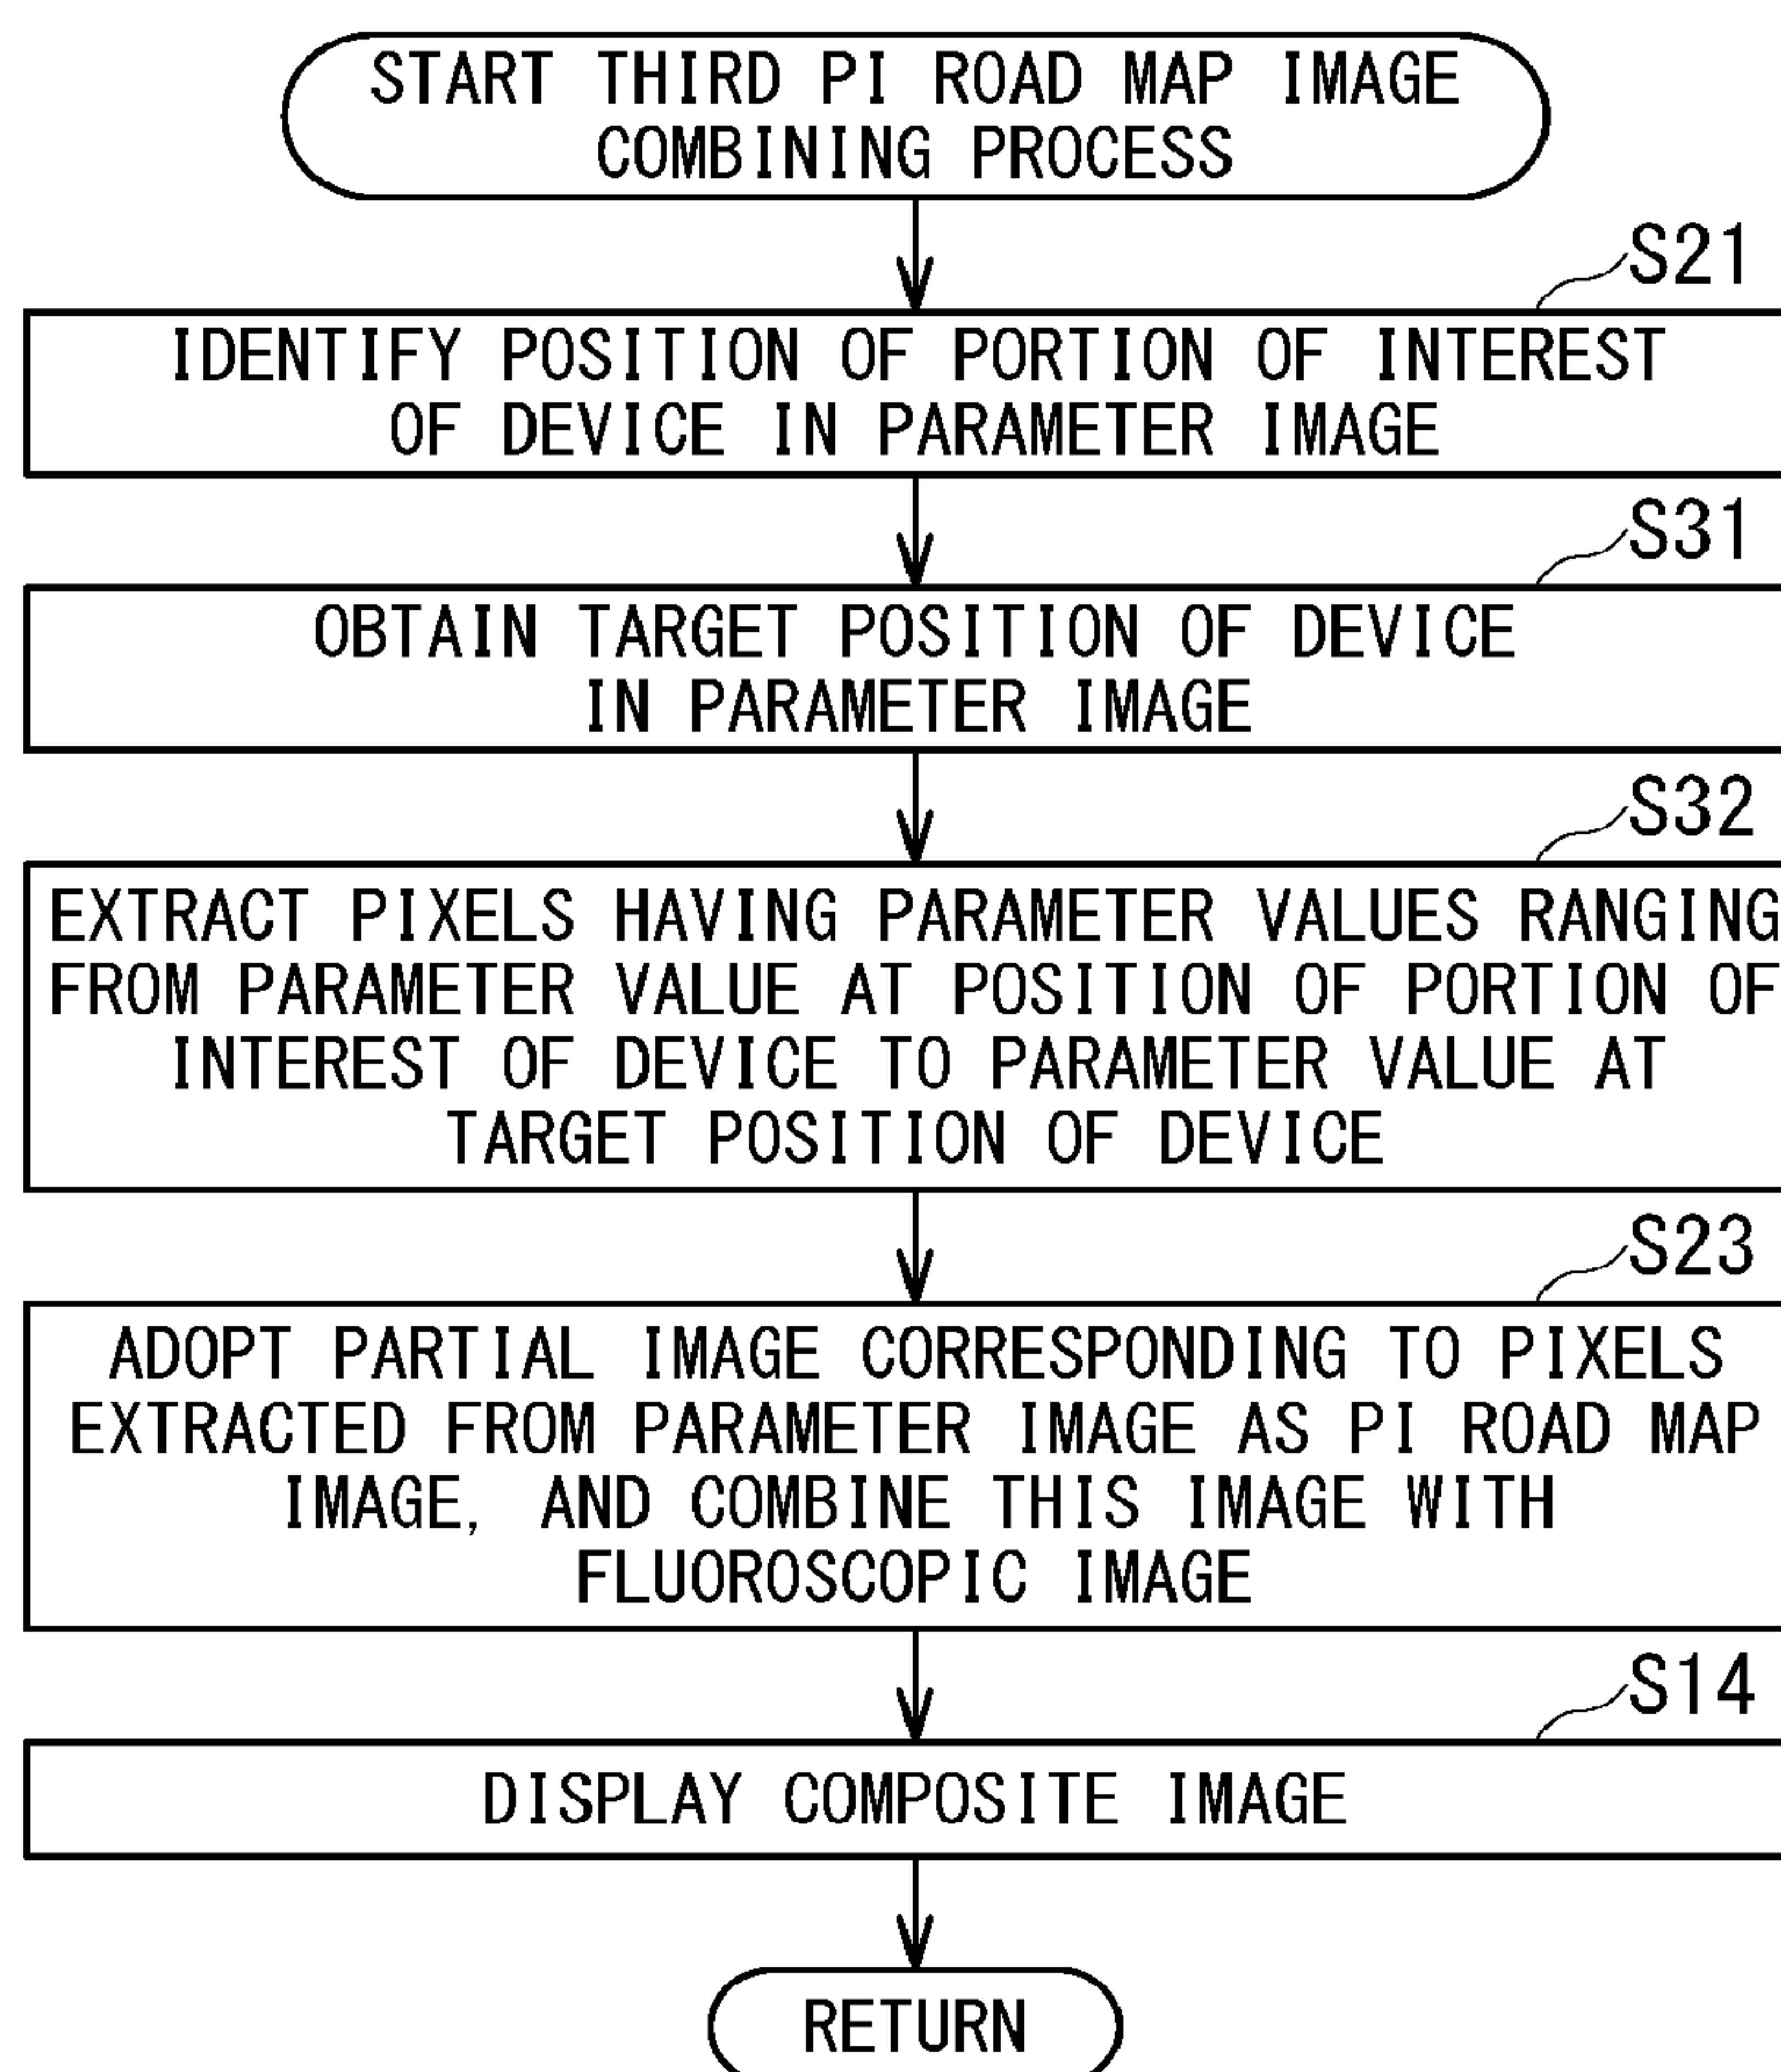 START THIRD PI ROAD MAP IMAGE
COMBINING PROCESS
S21
IDENTIFY POSITION OF PORTION OF INTEREST
OF DEVICE IN PARAMETER IMAGE
S31
OBTAIN TARGET POSITION OF DEVICE
IN PARAMETER IMAGE
S32
EXTRACT PIXELS HAVING PARAMETER VALUES RANGING
FROM PARAMETER VALUE AT POSITION OF PORTION OF
INTEREST OF DEVICE TO PARAMETER VALUE AT
TARGET POSITION OF DEVICE
S23
ADOPT PARTIAL IMAGE CORRESPONDING TO PIXELS
EXTRACTED FROM PARAMETER IMAGE AS PI ROAD MAP
IMAGE, AND COMBINE THIS IMAGE WITH
FLUOROSCOPIC IMAGE
S14
DISPLAY COMPOSITE IMAGE
RETURN